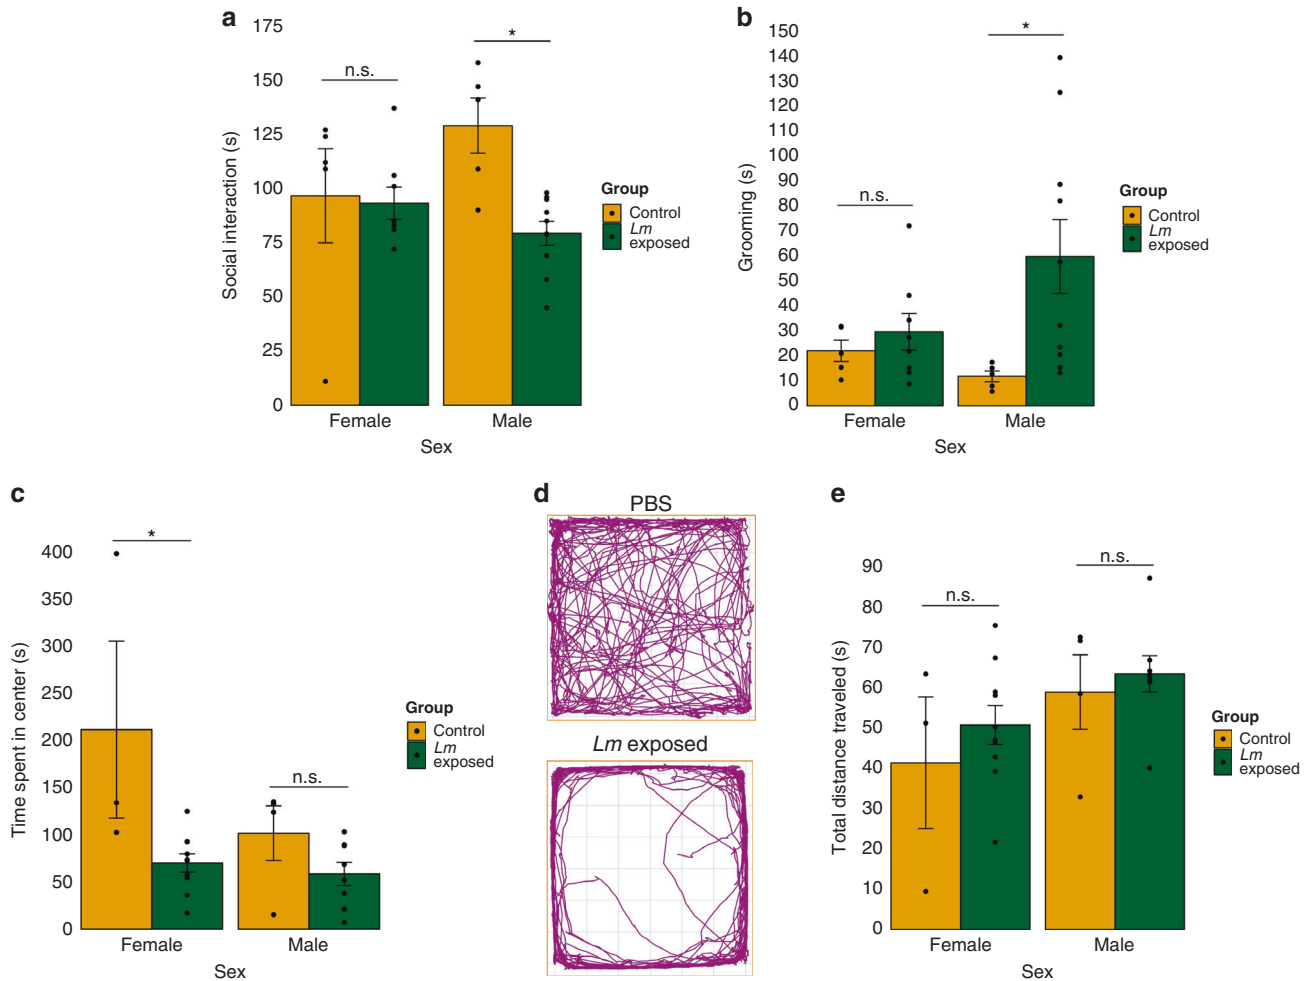 a
175
150
125
100
75
50
25
0
Social interaction (s)
n.s.
*
Female
Male
Sex
Group
Control
Lm
exposed
b
150
140
130
120
110
100
90
80
70
60
50
40
30
20
10
0
Grooming (s)
n.s.
*
Female
Male
Sex
Group
Control
Lm
exposed
c
400
350
300
250
200
150
100
50
0
Time spent in center (s)
*
n.s.
Female
Male
Sex
Group
Control
Lm
exposed
d
PBS
Lm exposed
e
90
80
70
60
50
40
30
20
10
0
Total distance traveled (s)
n.s.
n.s.
Female
Male
Sex
Group
Control
Lm
exposed